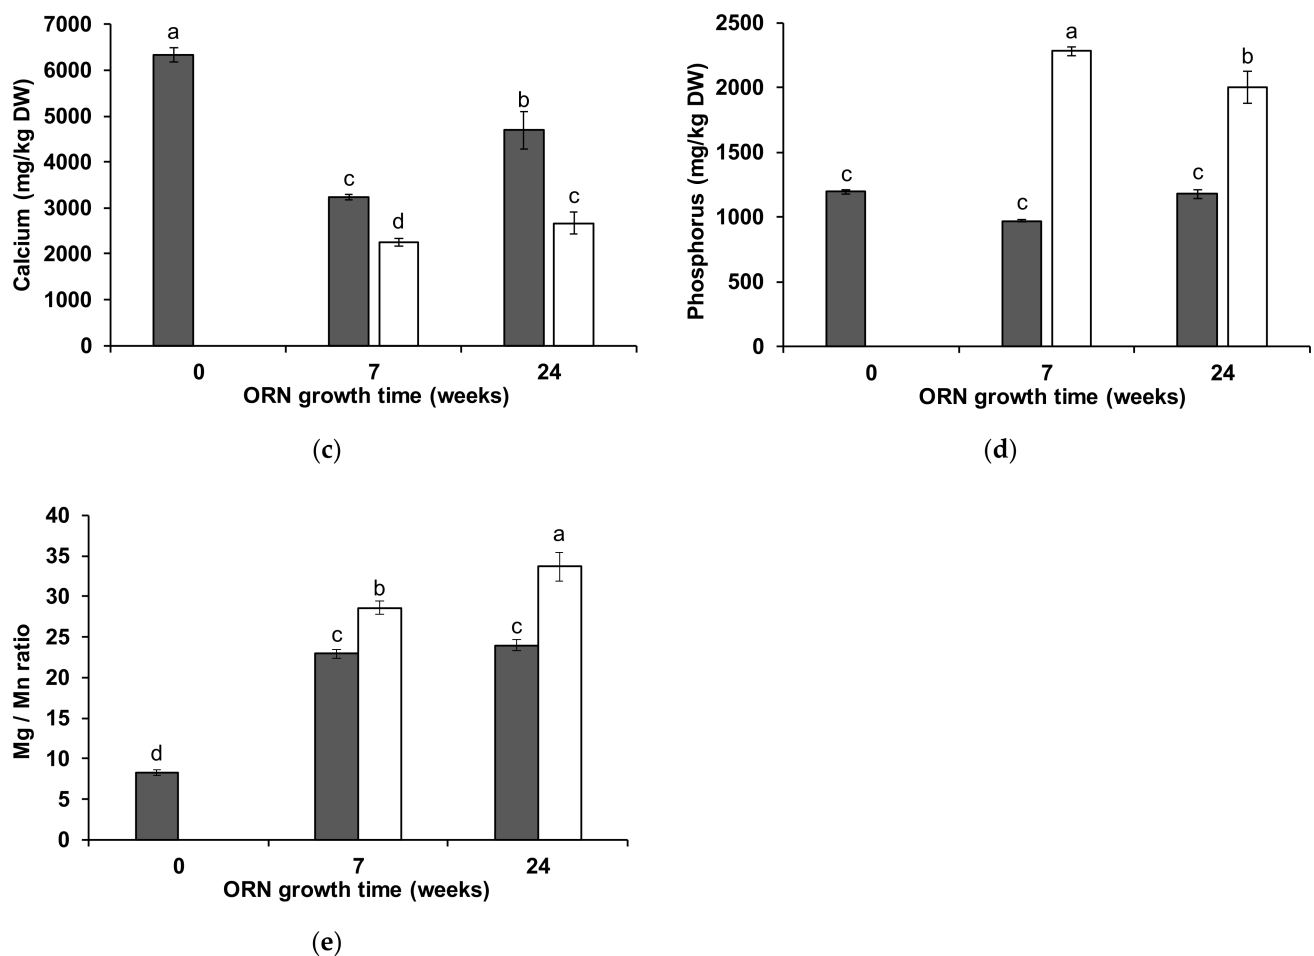 7000
6000
5000
4000
3000
2000
1000
0
Calcium (mg/kg DW)
a
c
d
b
c
0 7 24
ORN growth time (weeks)
(c)
2500
2000
1500
1000
500
0
Phosphorus (mg/kg DW)
c
c
a
c
b
0 7 24
ORN growth time (weeks)
(d)
40
35
30
25
20
15
10
5
0
Mg / Mn ratio
d
c
b
c
a
0 7 24
ORN growth time (weeks)
(e)